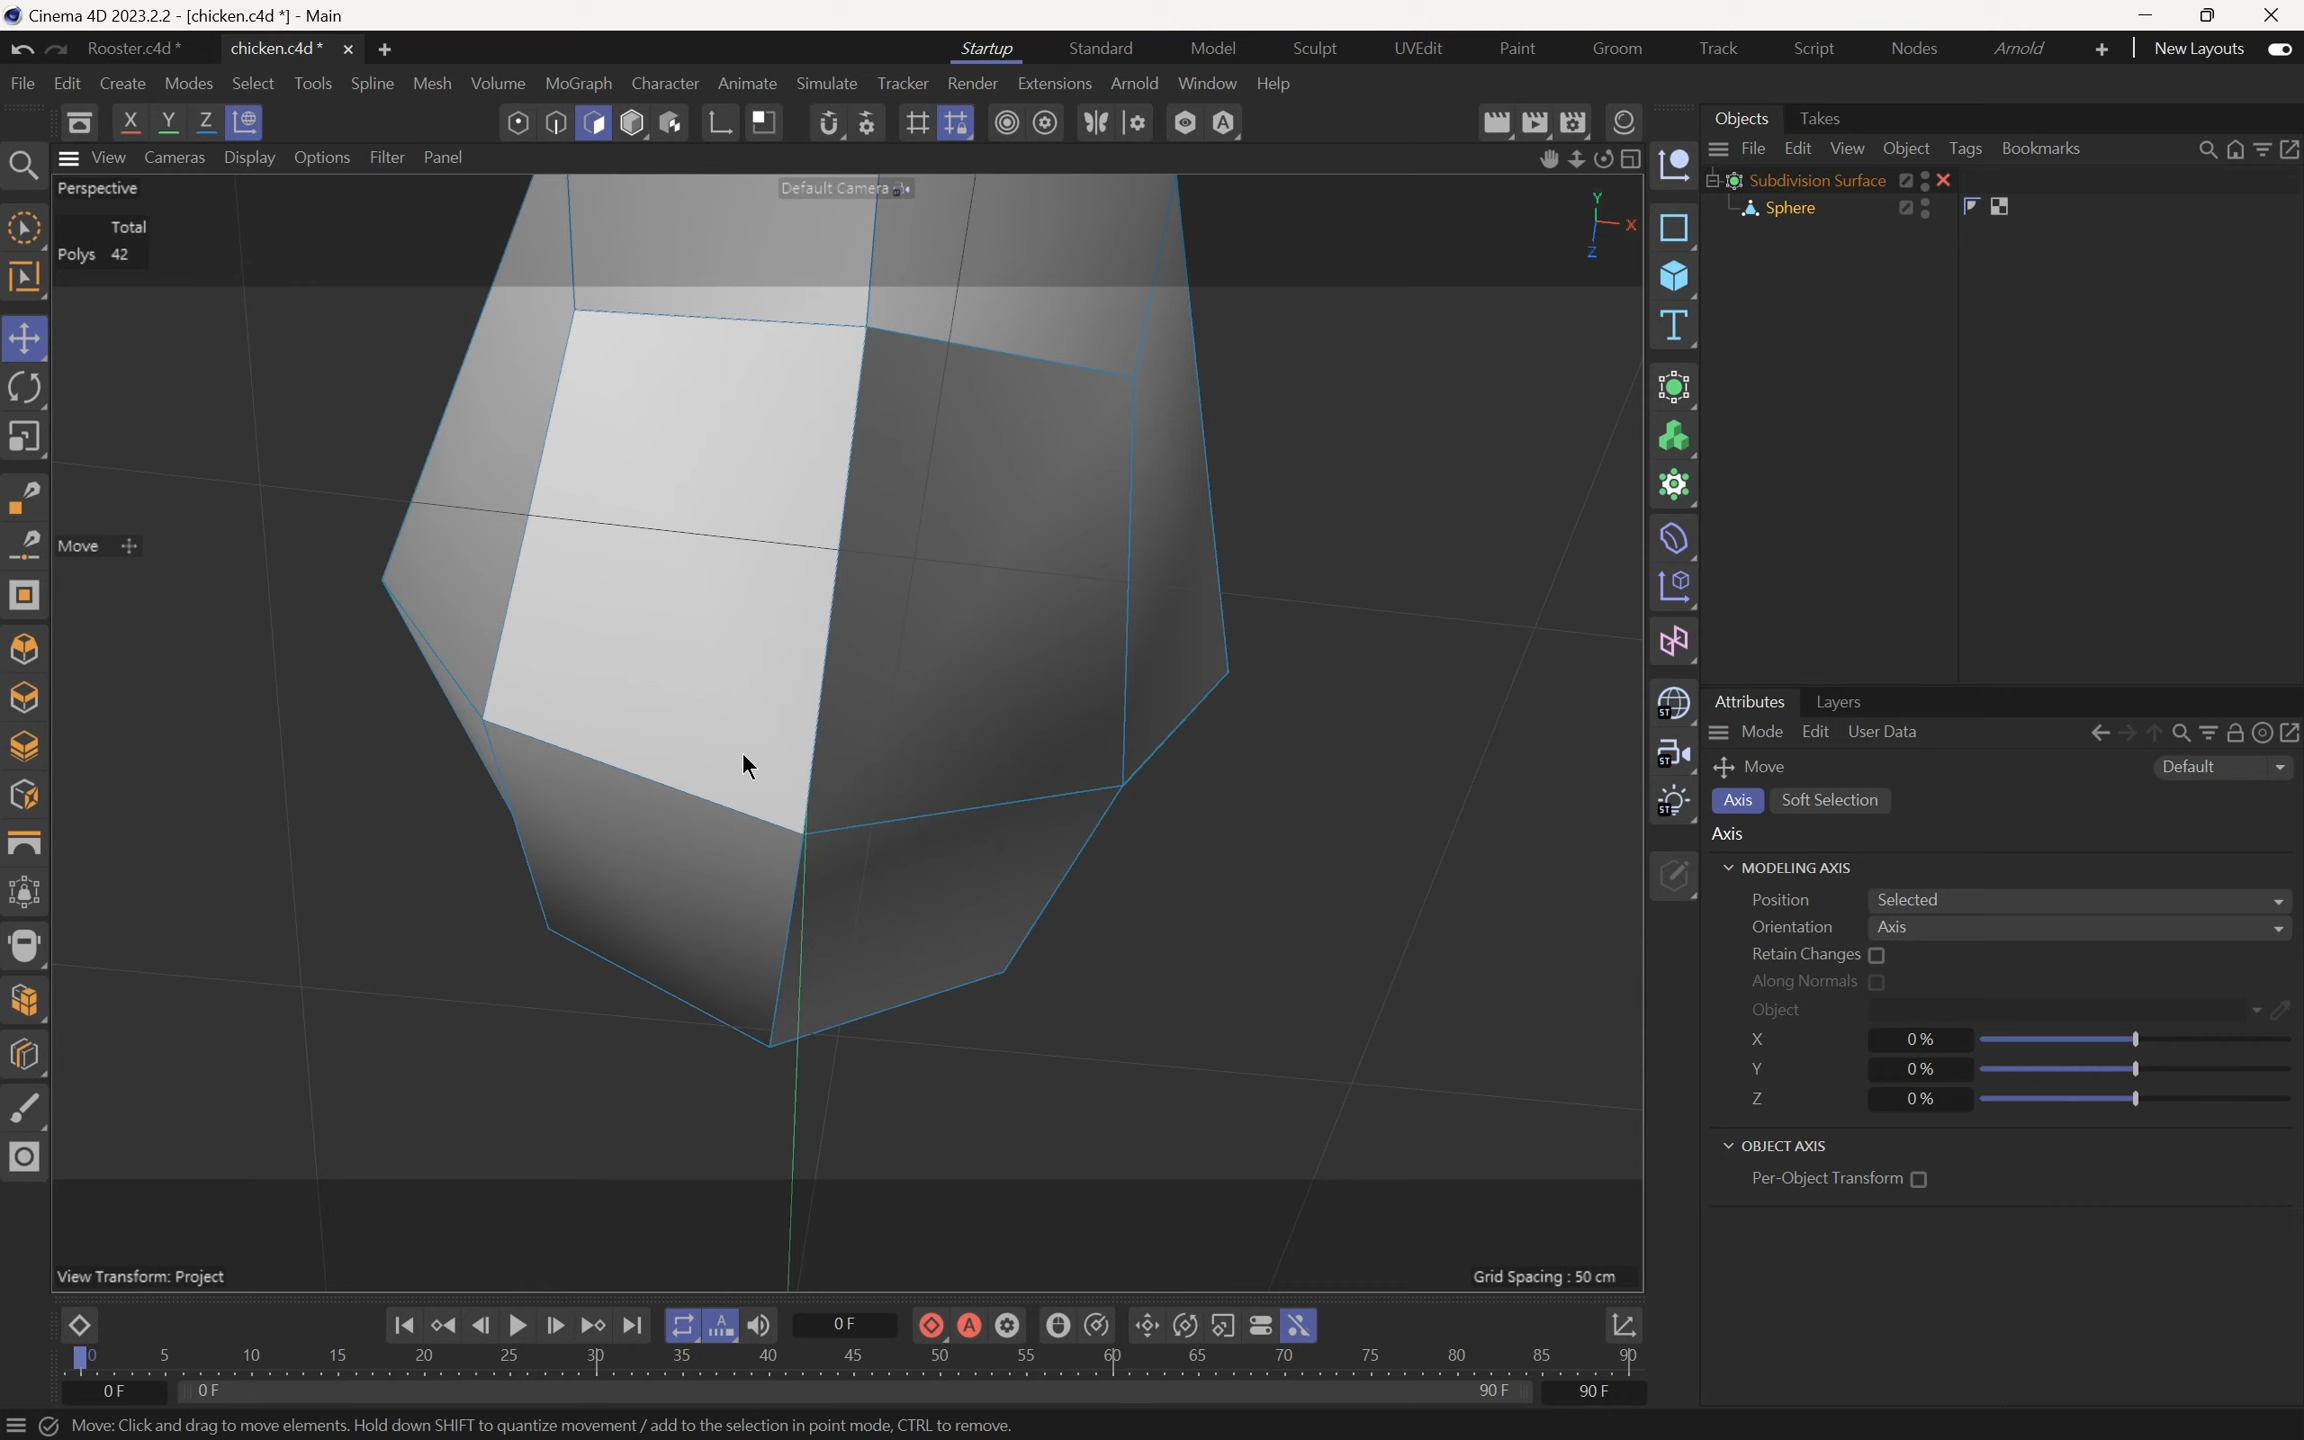 Cinema 4D 2023.2.2 - [chicken.c4d *] - Main
Rooster.c4d *
chicken.c4d *
Startup Standard Model Sculpt UVEdit Paint Groom Track Script Nodes Arnold New Layouts
File Edit Create Modes Select Tools Spline Mesh Volume MoGraph Character Animate Simulate Tracker Render Extensions Arnold Window Help
X Y Z
Objects Takes
View Cameras Display Options Filter Panel
File Edit View Object Tags Bookmarks
Perspective
Default Camera
Subdivision Surface
Sphere
Y
X
Z
Total
Polys 42
Move
Attributes Layers
Mode Edit User Data
Move
Default
Axis Soft Selection
Axis
MODELING AXIS
Position Selected
Orientation Axis
Retain Changes
Along Normals
Object
X 0 %
Y 0 %
Z 0 %
OBJECT AXIS
Per-Object Transform
ST
ST
ST
View Transform: Project
Grid Spacing : 50 cm
A
0 F
A
0 5 10 15 20 25 30 35 40 45 50 55 60 65 70 75 80 85 90
0 F
0 F
90 F
90 F
Move: Click and drag to move elements. Hold down SHIFT to quantize movement / add to the selection in point mode, CTRL to remove.